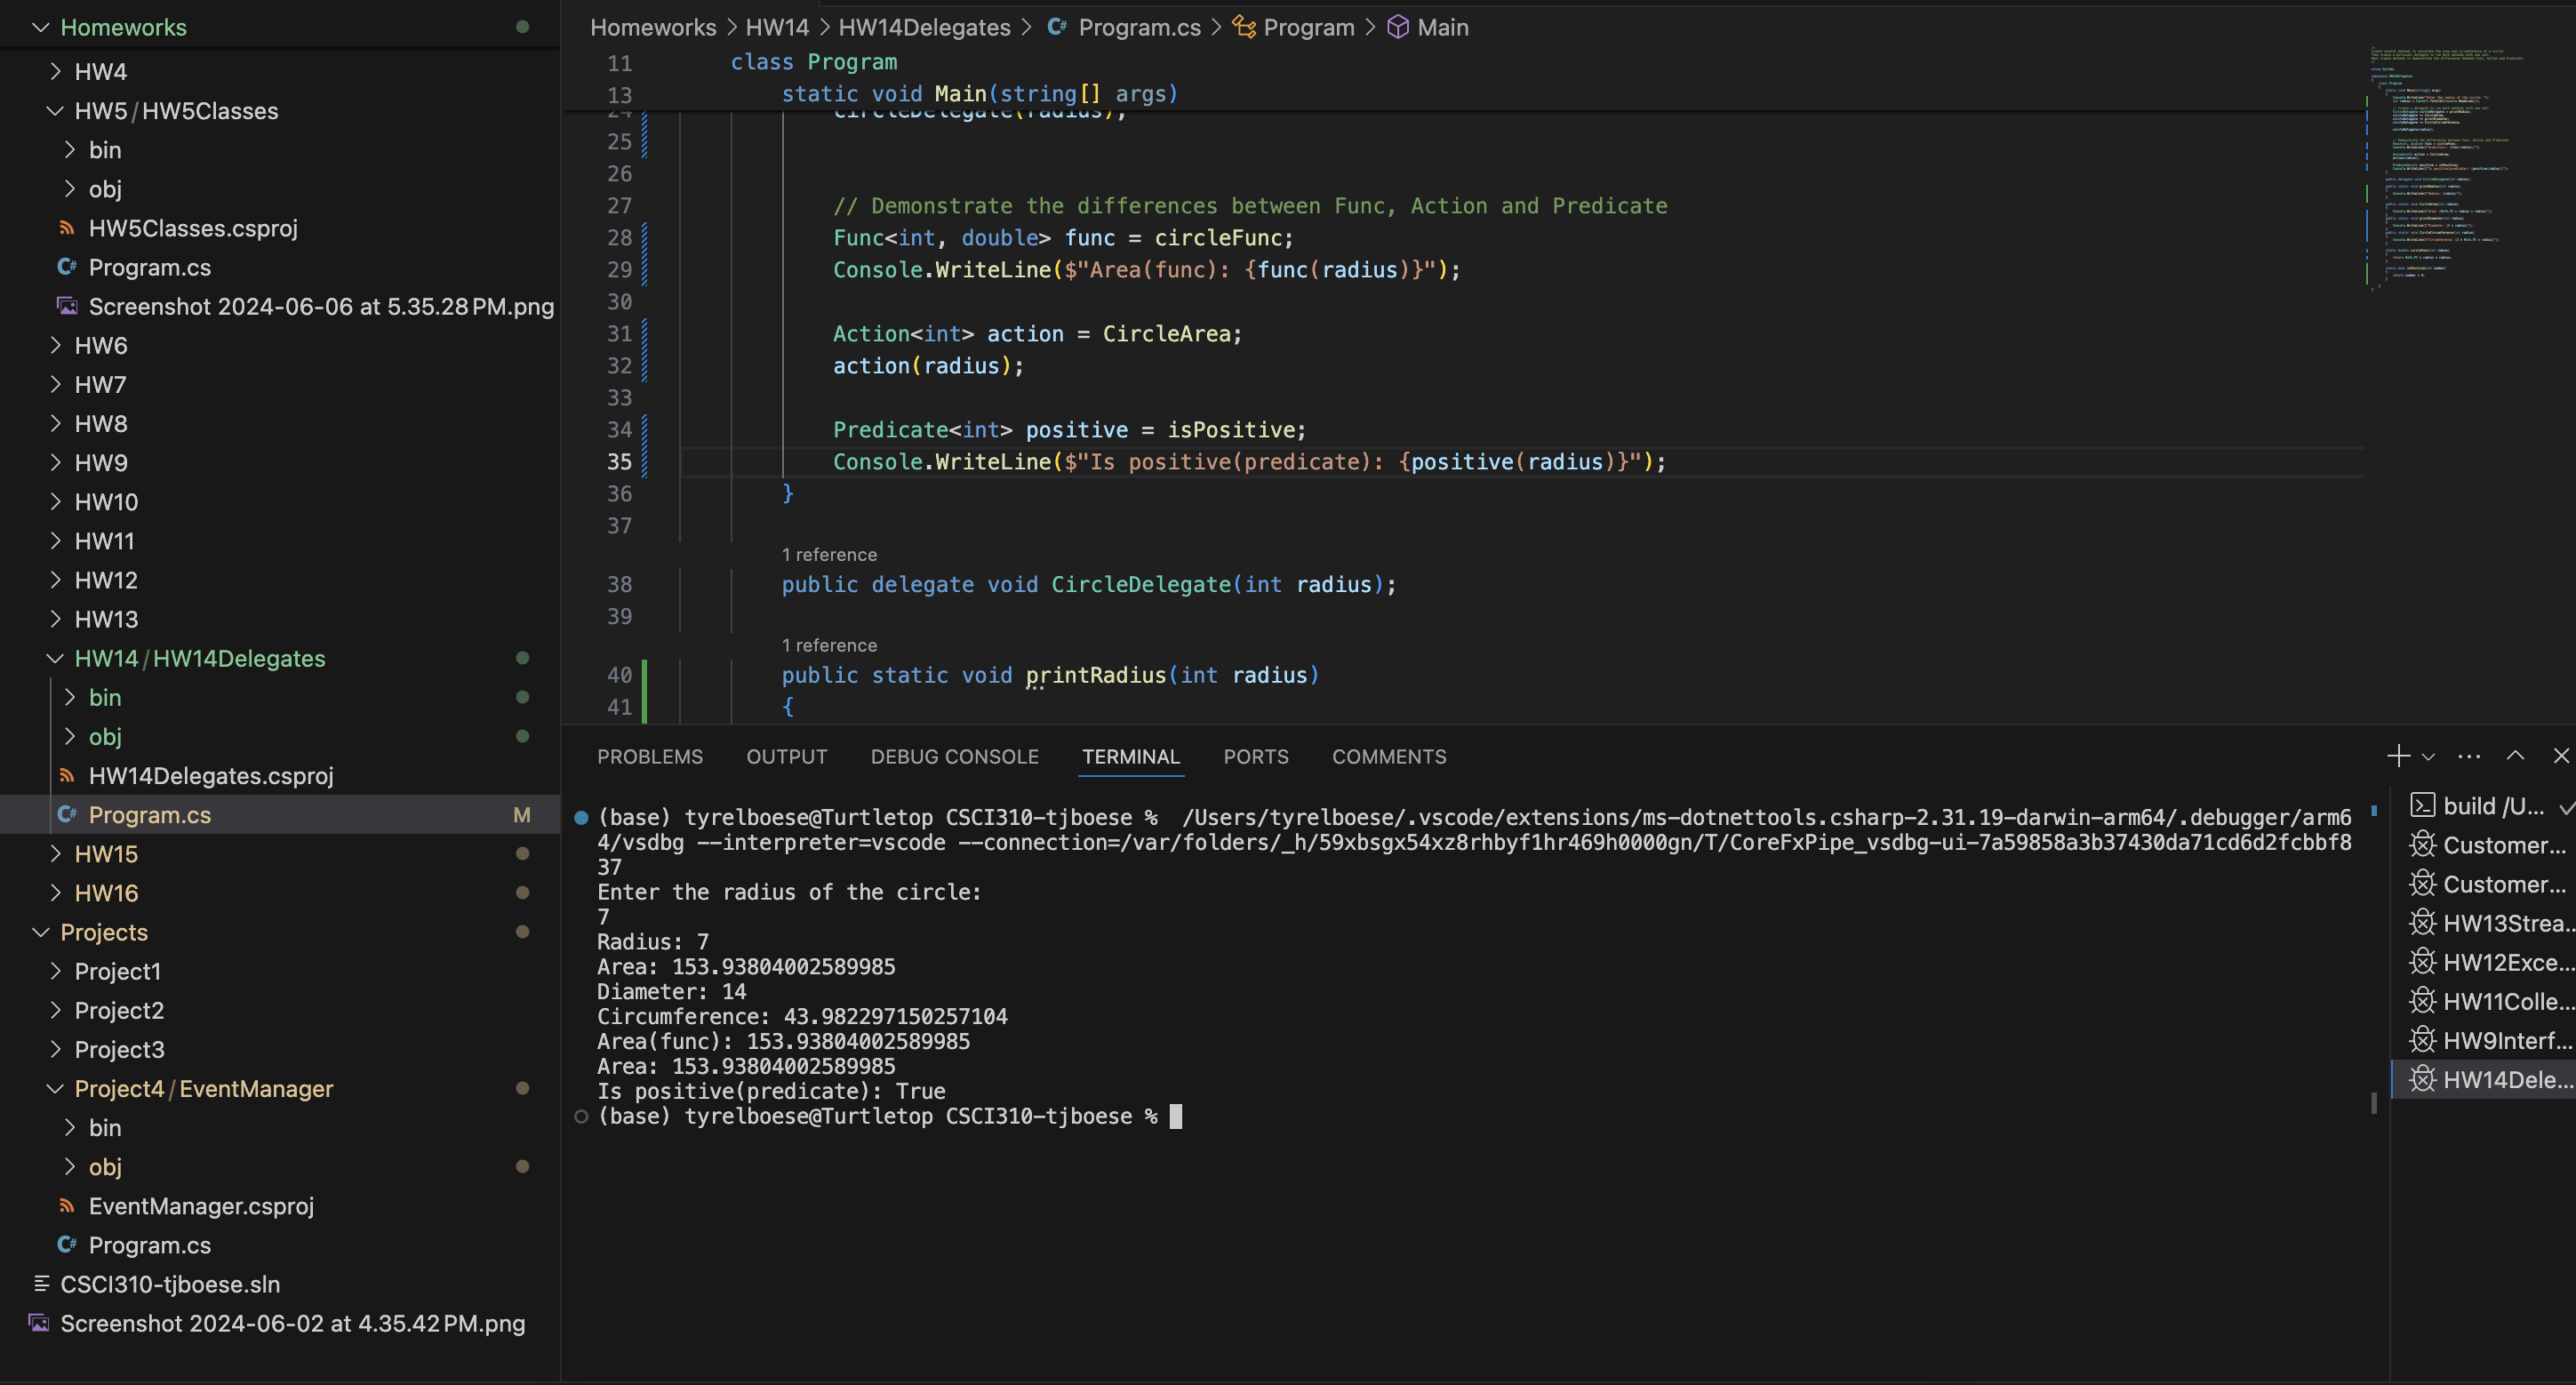 Homeworks
HW4
HW5/HW5Classes
bin
obj
HW5Classes.csproj
Program.cs
Screenshot 2024-06-06 at 5.35.28 PM.png
HW6
HW7
HW8
HW9
HW10
HW11
HW12
HW13
HW14/HW14Delegates
bin
obj
HW14Delegates.csproj
Program.cs M
HW15
HW16
Projects
Project1
Project2
Project3
Project4/EventManager
bin
obj
EventManager.csproj
Program.cs
CSCI310-tjboese.sln
Screenshot 2024-06-02 at 4.35.42 PM.png
Homeworks > HW14 > HW14Delegates > Program.cs > Program > Main
11 class Program
13 static void Main(string[] args)
24 circleDelegate(radius);
25
26
27 // Demonstrate the differences between Func, Action and Predicate
28 Func<int, double> func = circleFunc;
29 Console.WriteLine($"Area(func): {func(radius)}");
30
31 Action<int> action = CircleArea;
32 action(radius);
33
34 Predicate<int> positive = isPositive;
35 Console.WriteLine($"Is positive(predicate): {positive(radius)}");
36 }
37
1 reference
38 public delegate void CircleDelegate(int radius);
39
1 reference
40 public static void printRadius(int radius)
41 {
PROBLEMS OUTPUT DEBUG CONSOLE TERMINAL PORTS COMMENTS
(base) tyrelboese@Turtletop CSCI310-tjboese % /Users/tyrelboese/.vscode/extensions/ms-dotnettools.csharp-2.31.19-darwin-arm64/.debugger/arm6
4/vsdbg --interpreter=vscode --connection=/var/folders/_h/59xbsgx54xz8rhbyf1hr469h0000gn/T/CoreFxPipe_vsdbg-ui-7a59858a3b37430da71cd6d2fcbbf8
37
Enter the radius of the circle:
7
Radius: 7
Area: 153.93804002589985
Diameter: 14
Circumference: 43.982297150257104
Area(func): 153.93804002589985
Area: 153.93804002589985
Is positive(predicate): True
(base) tyrelboese@Turtletop CSCI310-tjboese %
build /U...
Customer...
Customer...
HW13Strea...
HW12Exce...
HW11Colle...
HW9Interf...
HW14Dele...